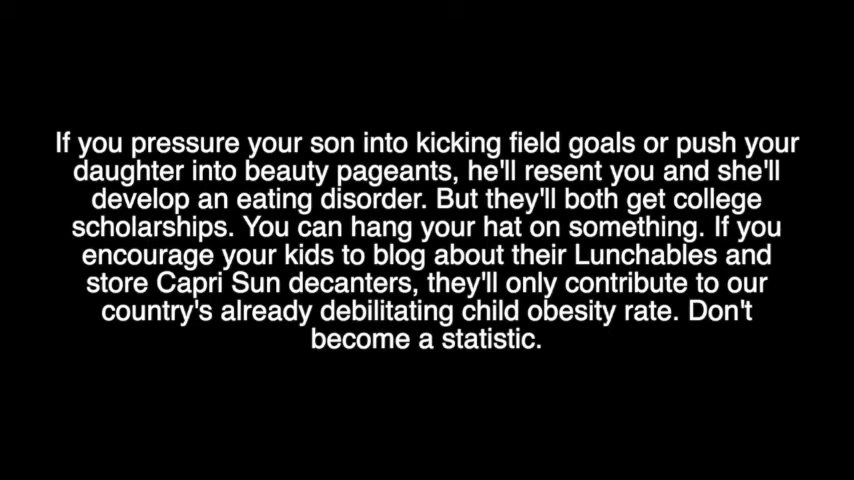 If you pressure your son into kicking field goals or push your
daughter into beauty pageants, he'll resent you and she'll
develop an eating disorder. But they'll both get college
scholarships. You can hang your hat on something. If you
encourage your kids to blog about their Lunchables and
store Capri Sun decanters, they'll only contribute to our
country's already debilitating child obesity rate. Don't
become a statistic.